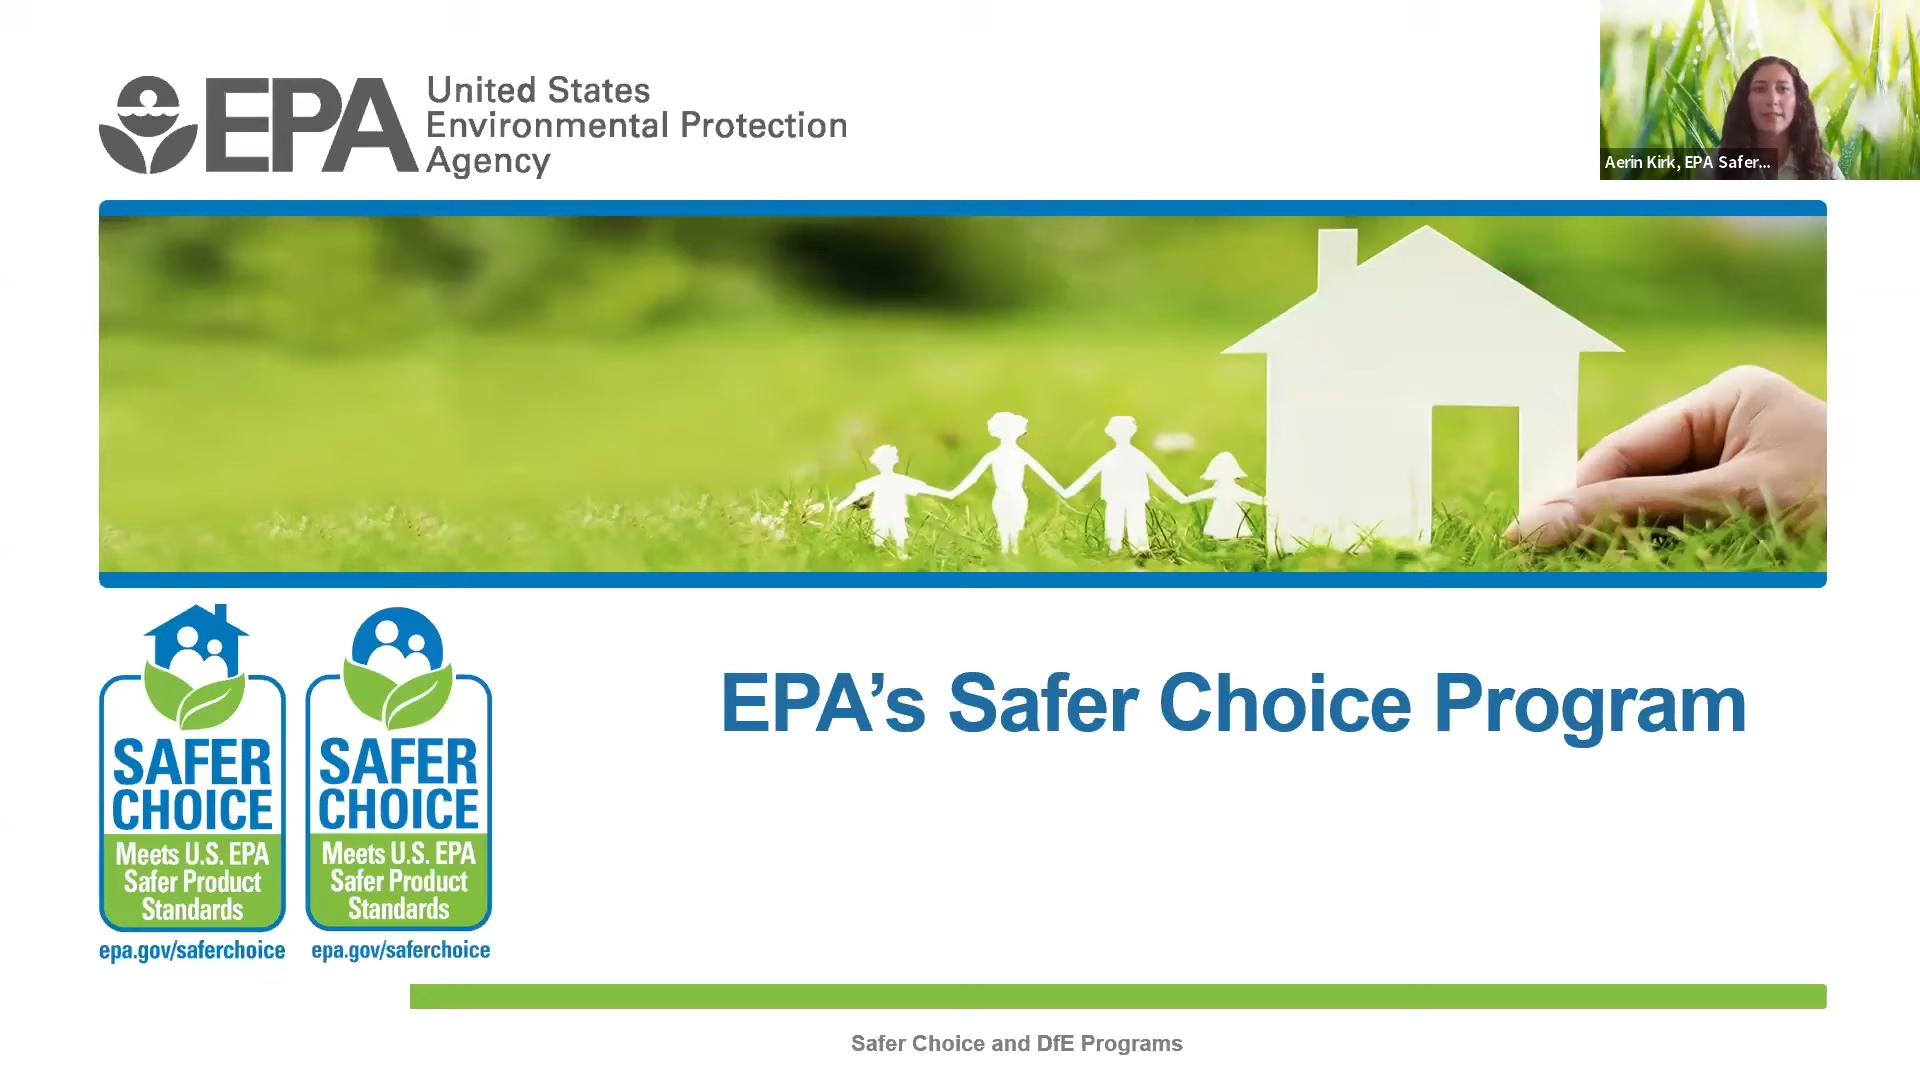 EPA United States
Environmental Protection
Agency
Aerin Kirk, EPA Safer...
SAFER
CHOICE
Meets U.S. EPA
Safer Product
Standards
epa.gov/saferchoice
SAFER
CHOICE
Meets U.S. EPA
Safer Product
Standards
epa.gov/saferchoice
EPA’s Safer Choice Program
Safer Choice and DfE Programs